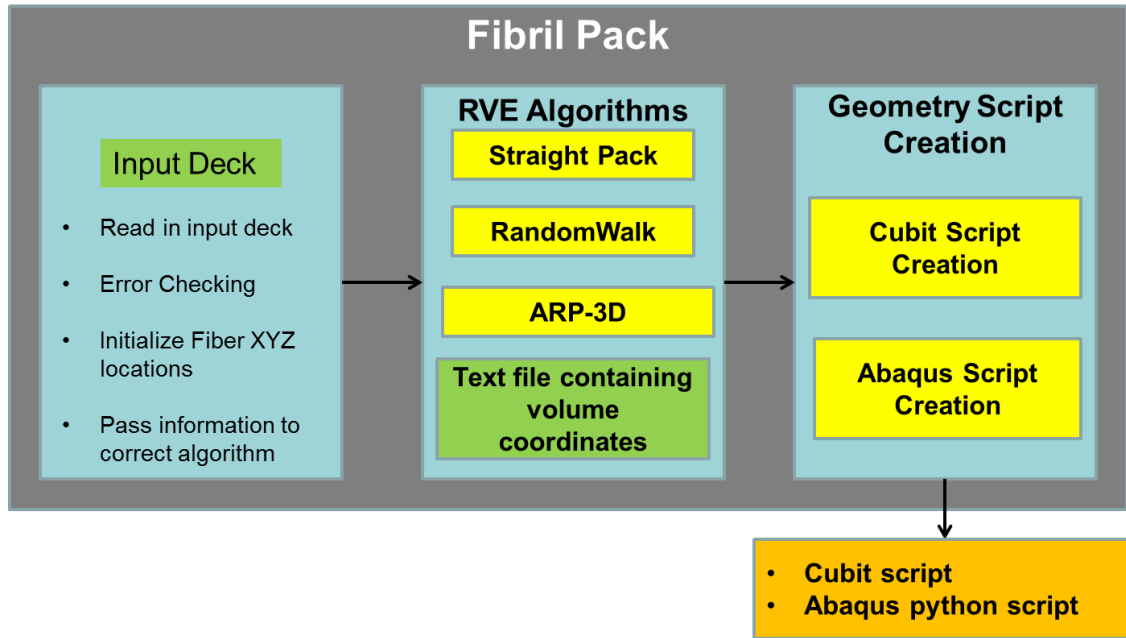 Fibril Pack
Input Deck
• Read in input deck
• Error Checking
• Initialize Fiber XYZ
locations
• Pass information to
correct algorithm
RVE Algorithms
Straight Pack
RandomWalk
ARP-3D
Text file containing
volume
coordinates
Geometry Script
Creation
Cubit Script
Creation
Abaqus Script
Creation
• Cubit script
• Abaqus python script